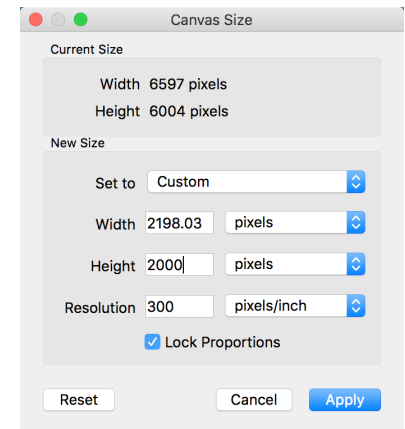 Canvas Size
Current Size
Width 6597 pixels
Height 6004 pixels
New Size
Set to Custom
Width 2198.03 pixels
Height 2000 pixels
Resolution 300 pixels/inch
Lock Proportions
Reset Cancel Apply